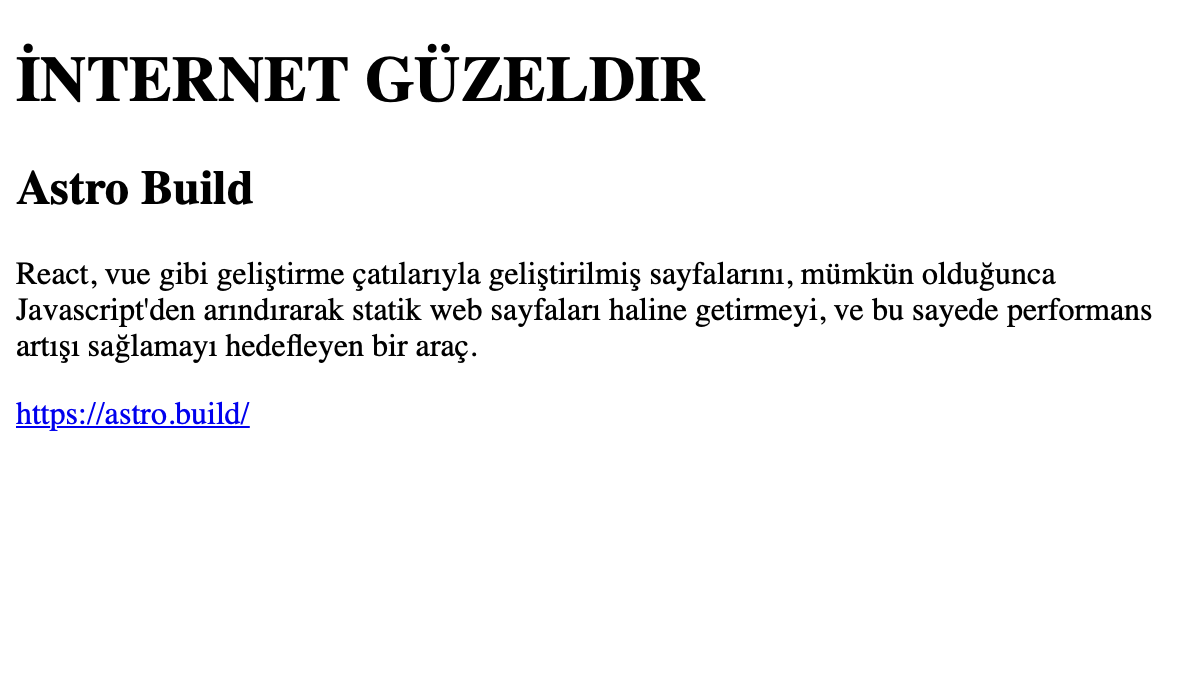 İNTERNET GÜZELDIR
Astro Build
React, vue gibi geliştirme çatılarıyla geliştirilmiş sayfalarını, mümkün olduğunca
Javascript'den arındırarak statik web sayfaları haline getirmeyi, ve bu sayede performans
artışı sağlamayı hedefleyen bir araç.
https://astro.build/